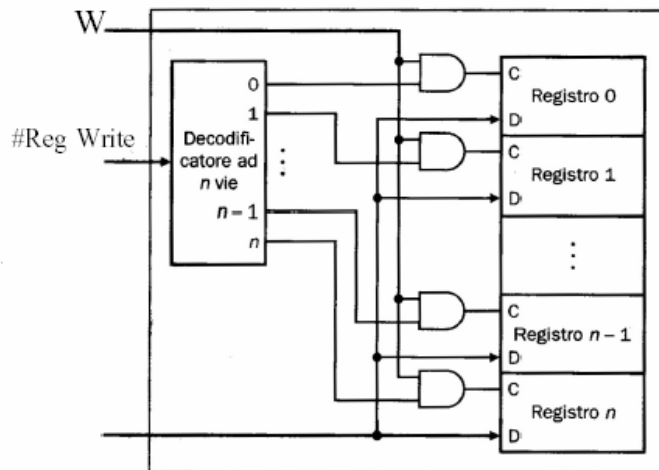 W
#Reg Write
Decodifi-
catore ad
n vie
0
1
⋮
n – 1
n
C
Registro 0
D
C
Registro 1
D
⋮
C
Registro n – 1
D
C
Registro n
D